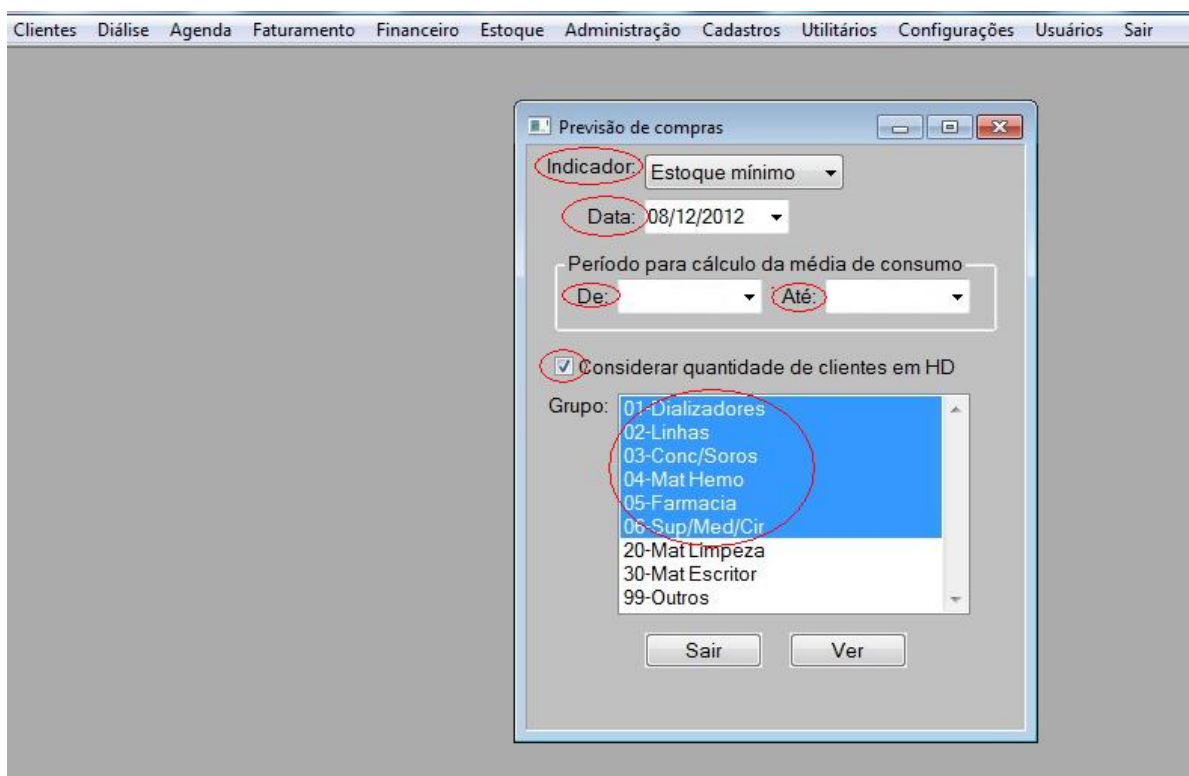 Clientes Diálise Agenda Faturamento Financeiro Estoque Administração Cadastros Utilitários Configurações Usuários Sair
Previsão de compras
Indicador: Estoque mínimo
Data: 08/12/2012
Período para cálculo da média de consumo
De: Até:
Considerar quantidade de clientes em HD
Grupo: 01-Dializadores
02-Linhas
03-Conc/Soros
04-Mat Hemo
05-Farmacia
06-Sup/Med/Cir
20-Mat Limpeza
30-Mat Escritor
99-Outros
Sair Ver